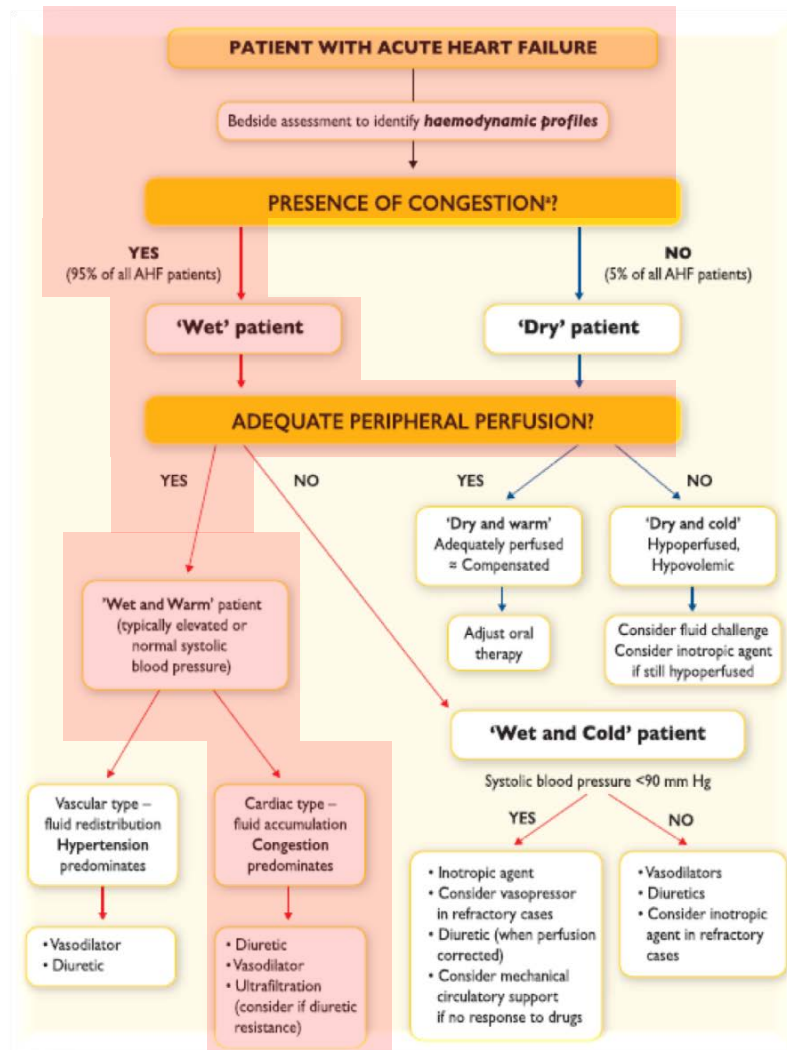 PATIENT WITH ACUTE HEART FAILURE
Bedside assessment to identify haemodynamic profiles
PRESENCE OF CONGESTIONª?
YES
(95% of all AHF patients)
NO
(5% of all AHF patients)
'Wet' patient
'Dry' patient
ADEQUATE PERIPHERAL PERFUSION?
YES
NO
YES
NO
'Dry and warm'
Adequately perfused
≈ Compensated
'Dry and cold'
Hypoperfused,
Hypovolemic
'Wet and Warm' patient
(typically elevated or
normal systolic
blood pressure)
Adjust oral
therapy
Consider fluid challenge
Consider inotropic agent
if still hypoperfused
'Wet and Cold' patient
Systolic blood pressure <90 mm Hg
YES
NO
Vascular type –
fluid redistribution
Hypertension
predominates
Cardiac type –
fluid accumulation
Congestion
predominates
• Vasodilator
• Diuretic
• Diuretic
• Vasodilator
• Ultrafiltration
(consider if diuretic
resistance)
• Inotropic agent
• Consider vasopressor
in refractory cases
• Diuretic (when perfusion
corrected)
• Consider mechanical
circulatory support
if no response to drugs
• Vasodilators
• Diuretics
• Consider inotropic
agent in refractory
cases